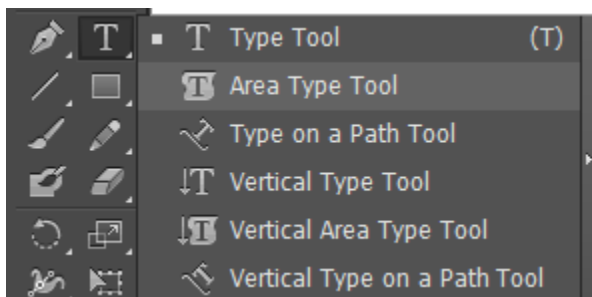 Type Tool (T)
Area Type Tool
Type on a Path Tool
Vertical Type Tool
Vertical Area Type Tool
Vertical Type on a Path Tool